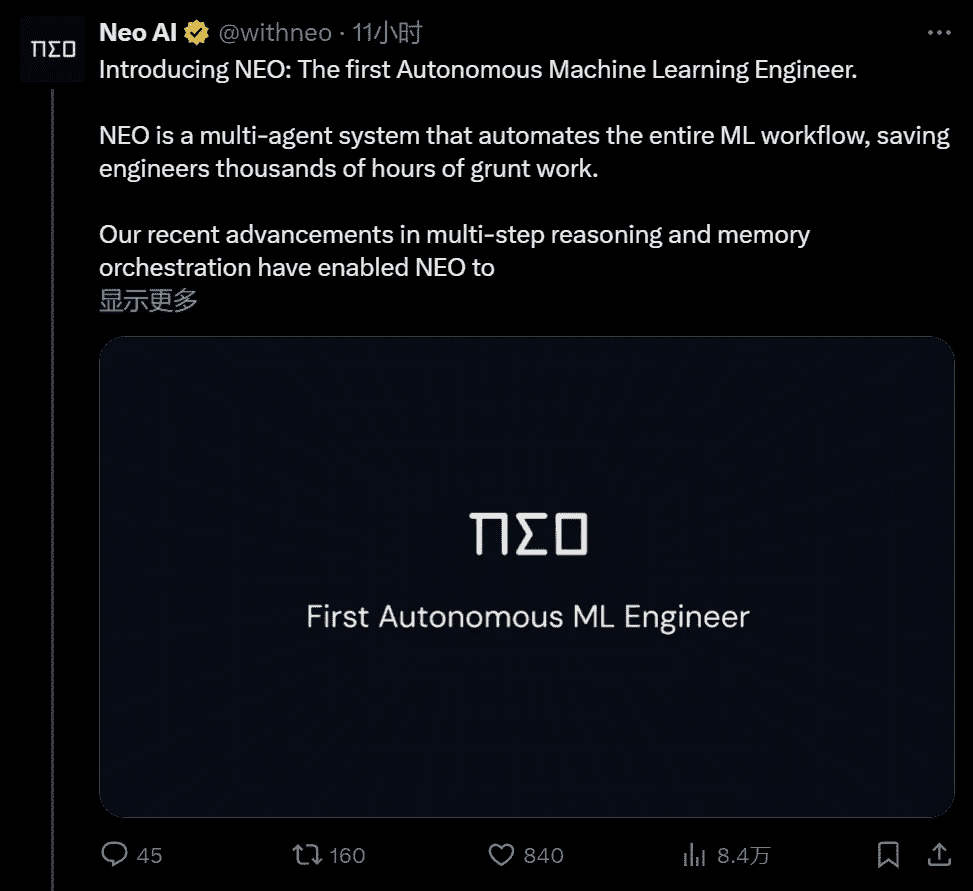 ΠΣΟ
Neo AI @withneo · 11小时
Introducing NEO: The first Autonomous Machine Learning Engineer.
NEO is a multi-agent system that automates the entire ML workflow, saving
engineers thousands of hours of grunt work.
Our recent advancements in multi-step reasoning and memory
orchestration have enabled NEO to
显示更多
ΠΣΟ
First Autonomous ML Engineer
45 160 840 8.4万